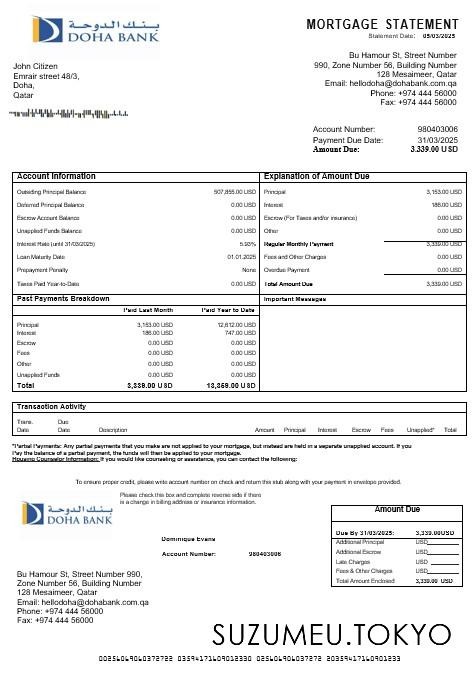 بنك الدوحة
DOHA BANK
MORTGAGE STATEMENT
Statement Date: 05/03/2025
John Citizen
Emrair street 48/3,
Doha,
Qatar
Bu Hamour St, Street Number
990, Zone Number 56, Building Number
128 Mesaimeer, Qatar
Email: hellodoha@dohabank.com.qa
Phone: +974 444 56000
Fax: +974 444 56000
Account Number: 980403006
Payment Due Date: 31/03/2025
Amount Due: 3.339.00 USD
Account Information
Outsiding Principal Balance 507,855.00 USD
Deferred Principal Balance 0.00 USD
Escrow Account Balance 0.00 USD
Unapplied Funds Balance 0.00 USD
Interest Rate (until 31/03/2025) 5.93%
Loan Maturity Date 01.01.2025
Prepayment Penalty None
Taxes Paid Year-to-Date 0.00 USD
Explanation of Amount Due
Principal 3,153.00 USD
Interest 186.00 USD
Escrow (For Taxes and/or insurance) 0.00 USD
Other 0.00 USD
Regular Monthly Payment 3,339.00 USD
Fees and Other Charges 0.00 USD
Overdue Payment 0.00 USD
Total Amount Due 3,339.00 USD
Past Payments Breakdown
Paid Last Month Paid Year to Date
Principal 3,153.00 USD 12,612.00 USD
Interest 186.00 USD 747.00 USD
Escrow 0.00 USD 0.00 USD
Fees 0.00 USD 0.00 USD
Other 0.00 USD 0.00 USD
Unapplied Funds 0.00 USD 0.00 USD
Total 3,339.00 USD 13,359.00 USD
Important Messages
Transaction Activity
Trans. Due
Date Date Description Amount Principal Interest Escrow Fees Unapplied* Total
*Partial Payments: Any partial payments that you make are not applied to your mortgage, but instead are held in a separate unapplied account. If you
Pay the balance of a partial payment, the funds will then be applied to your mortgage.
Housing Counselor Information: If you would like counseling or assistance, you can contact the following:
To ensure proper credit, please write account number on check and return this stub along with your payment in envelope provided.
Please check this box and complete reverse side if there
is a change in billing addniss or insurance information.
بنك الدوحة
DOHA BANK
Dominique Evans
Account Number: 980403006
Amount Due
Due By 31/03/2025: 3,339.00USD
Additional Principal USD
Additional Escrow USD
Late Charges USD
Fees & Other Charges USD
Total Amount Enclosed 3,339.00 USD
Bu Hamour St, Street Number 990,
Zone Number 56, Building Number
128 Mesaimeer, Qatar
Email: hellodoha@dohabank.com.qa
Phone: +974 444 56000
Fax: +974 444 56000
SUZUMEU.TOKYO